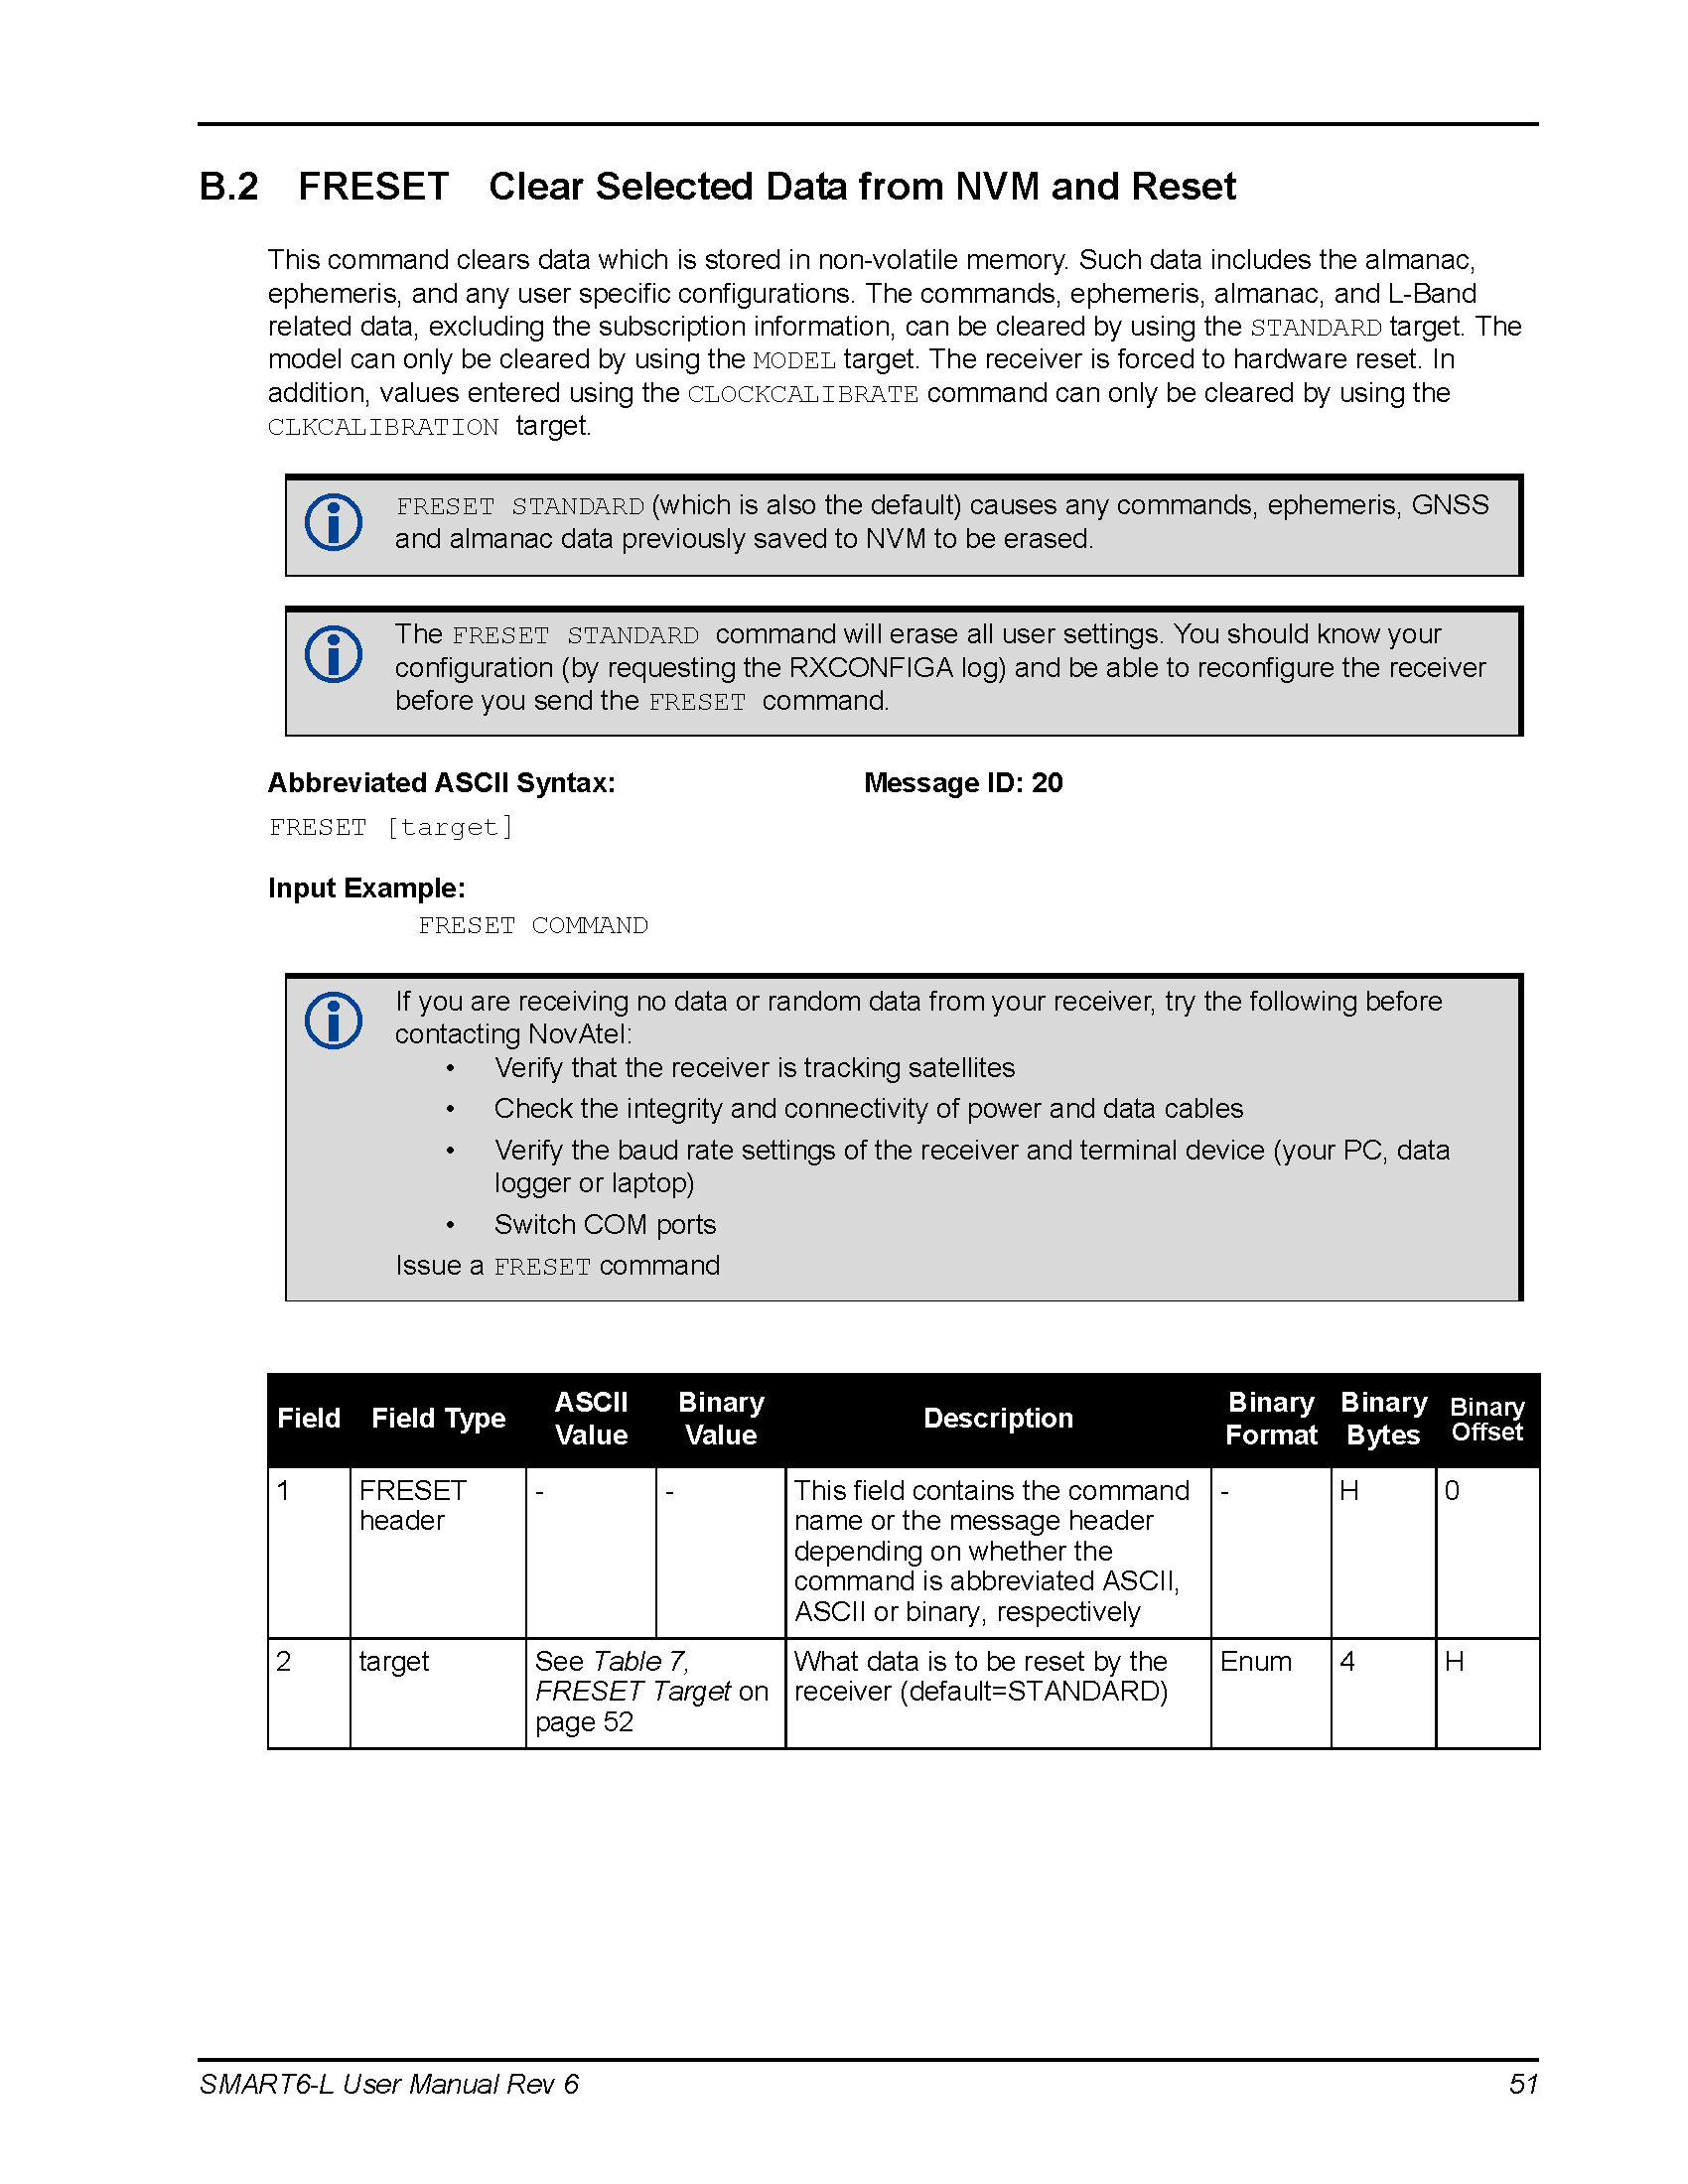 B.2 FRESET Clear Selected Data from NVM and Reset
This command clears data which is stored in non-volatile memory. Such data includes the almanac,
ephemeris, and any user specific configurations. The commands, ephemeris, almanac, and L-Band
related data, excluding the subscription information, can be cleared by using the STANDARD target. The
model can only be cleared by using the MODEL target. The receiver is forced to hardware reset. In
addition, values entered using the CLOCKCALIBRATE command can only be cleared by using the
CLKCALIBRATION target.
FRESET STANDARD (which is also the default) causes any commands, ephemeris, GNSS
and almanac data previously saved to NVM to be erased.
The FRESET STANDARD command will erase all user settings. You should know your
configuration (by requesting the RXCONFIGA log) and be able to reconfigure the receiver
before you send the FRESET command.
Abbreviated ASCII Syntax: Message ID: 20
FRESET [target]
Input Example:
FRESET COMMAND
If you are receiving no data or random data from your receiver, try the following before
contacting NovAtel:
• Verify that the receiver is tracking satellites
• Check the integrity and connectivity of power and data cables
• Verify the baud rate settings of the receiver and terminal device (your PC, data
logger or laptop)
• Switch COM ports
Issue a FRESET command
Field Field Type ASCII Value Binary Value Description Binary Format Binary Bytes Binary Offset
1 FRESET header - - This field contains the command - H 0
name or the message header
depending on whether the
command is abbreviated ASCII,
ASCII or binary, respectively
2 target See Table 7, What data is to be reset by the Enum 4 H
FRESET Target on receiver (default=STANDARD)
page 52
SMART6-L User Manual Rev 6 51